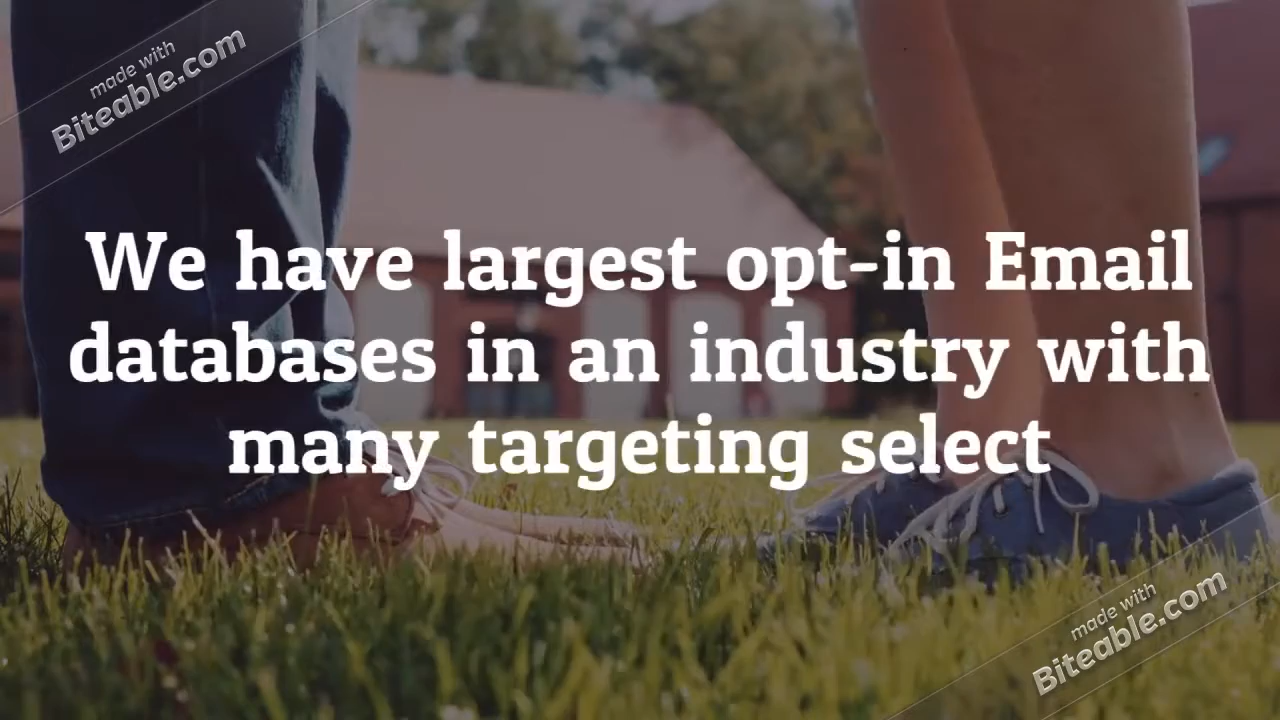 made with
Biteable.com
We have largest opt-in Email
databases in an industry with
many targeting select
made with
Biteable.com